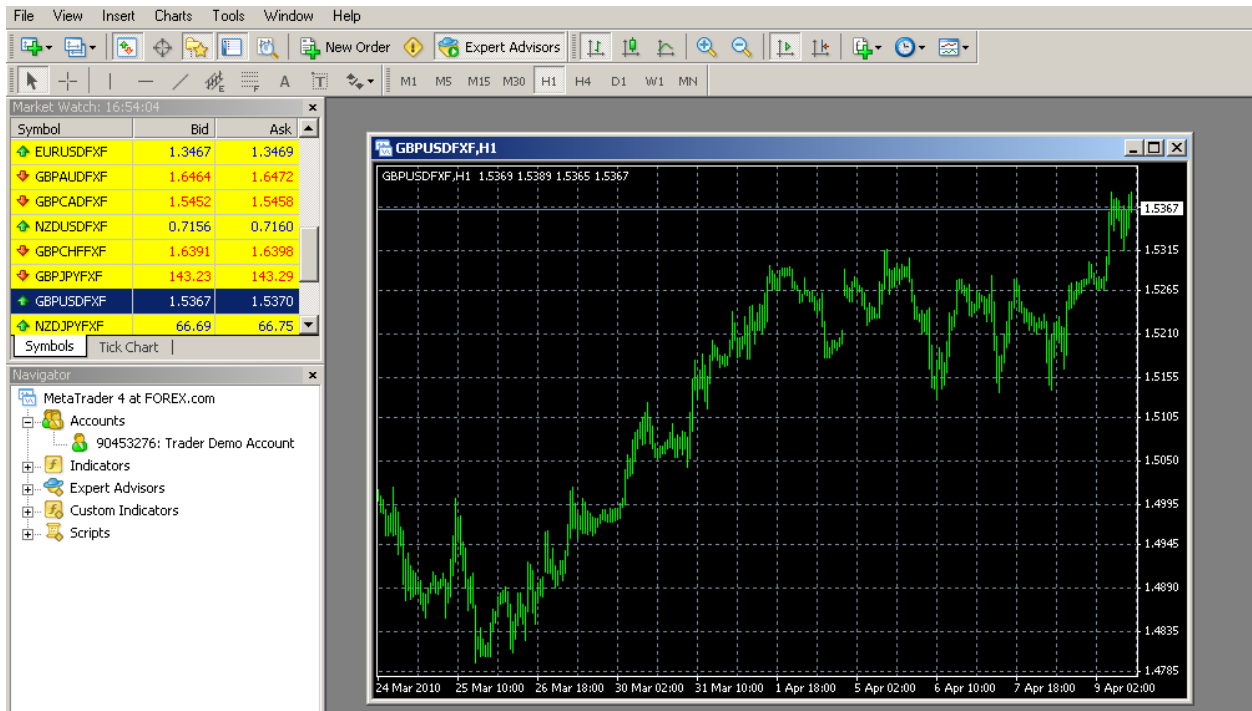 File View Insert Charts Tools Window Help
New Order Expert Advisors
E F A T M1 M5 M15 M30 H1 H4 D1 W1 MN
Market Watch: 16:54:04
Symbol Bid Ask
EURUSDFXF 1.3467 1.3469
GBPAUDFXF 1.6464 1.6472
GBPCADFXF 1.5452 1.5458
NZDUSDFXF 0.7156 0.7160
GBPCHFFXF 1.6391 1.6398
GBPJPYFXF 143.23 143.29
GBPUSDFXF 1.5367 1.5370
NZDJPYFXF 66.69 66.75
Symbols Tick Chart
Navigator
MetaTrader 4 at FOREX.com
Accounts
90453276: Trader Demo Account
Indicators
Expert Advisors
Custom Indicators
Scripts
GBPUSDFXF,H1
GBPUSDFXF,H1 1.5369 1.5389 1.5365 1.5367
1.5367
1.5315
1.5265
1.5210
1.5155
1.5105
1.5050
1.4995
1.4945
1.4890
1.4835
1.4785
24 Mar 2010 25 Mar 10:00 26 Mar 18:00 30 Mar 02:00 31 Mar 10:00 1 Apr 18:00 5 Apr 02:00 6 Apr 10:00 7 Apr 18:00 9 Apr 02:00